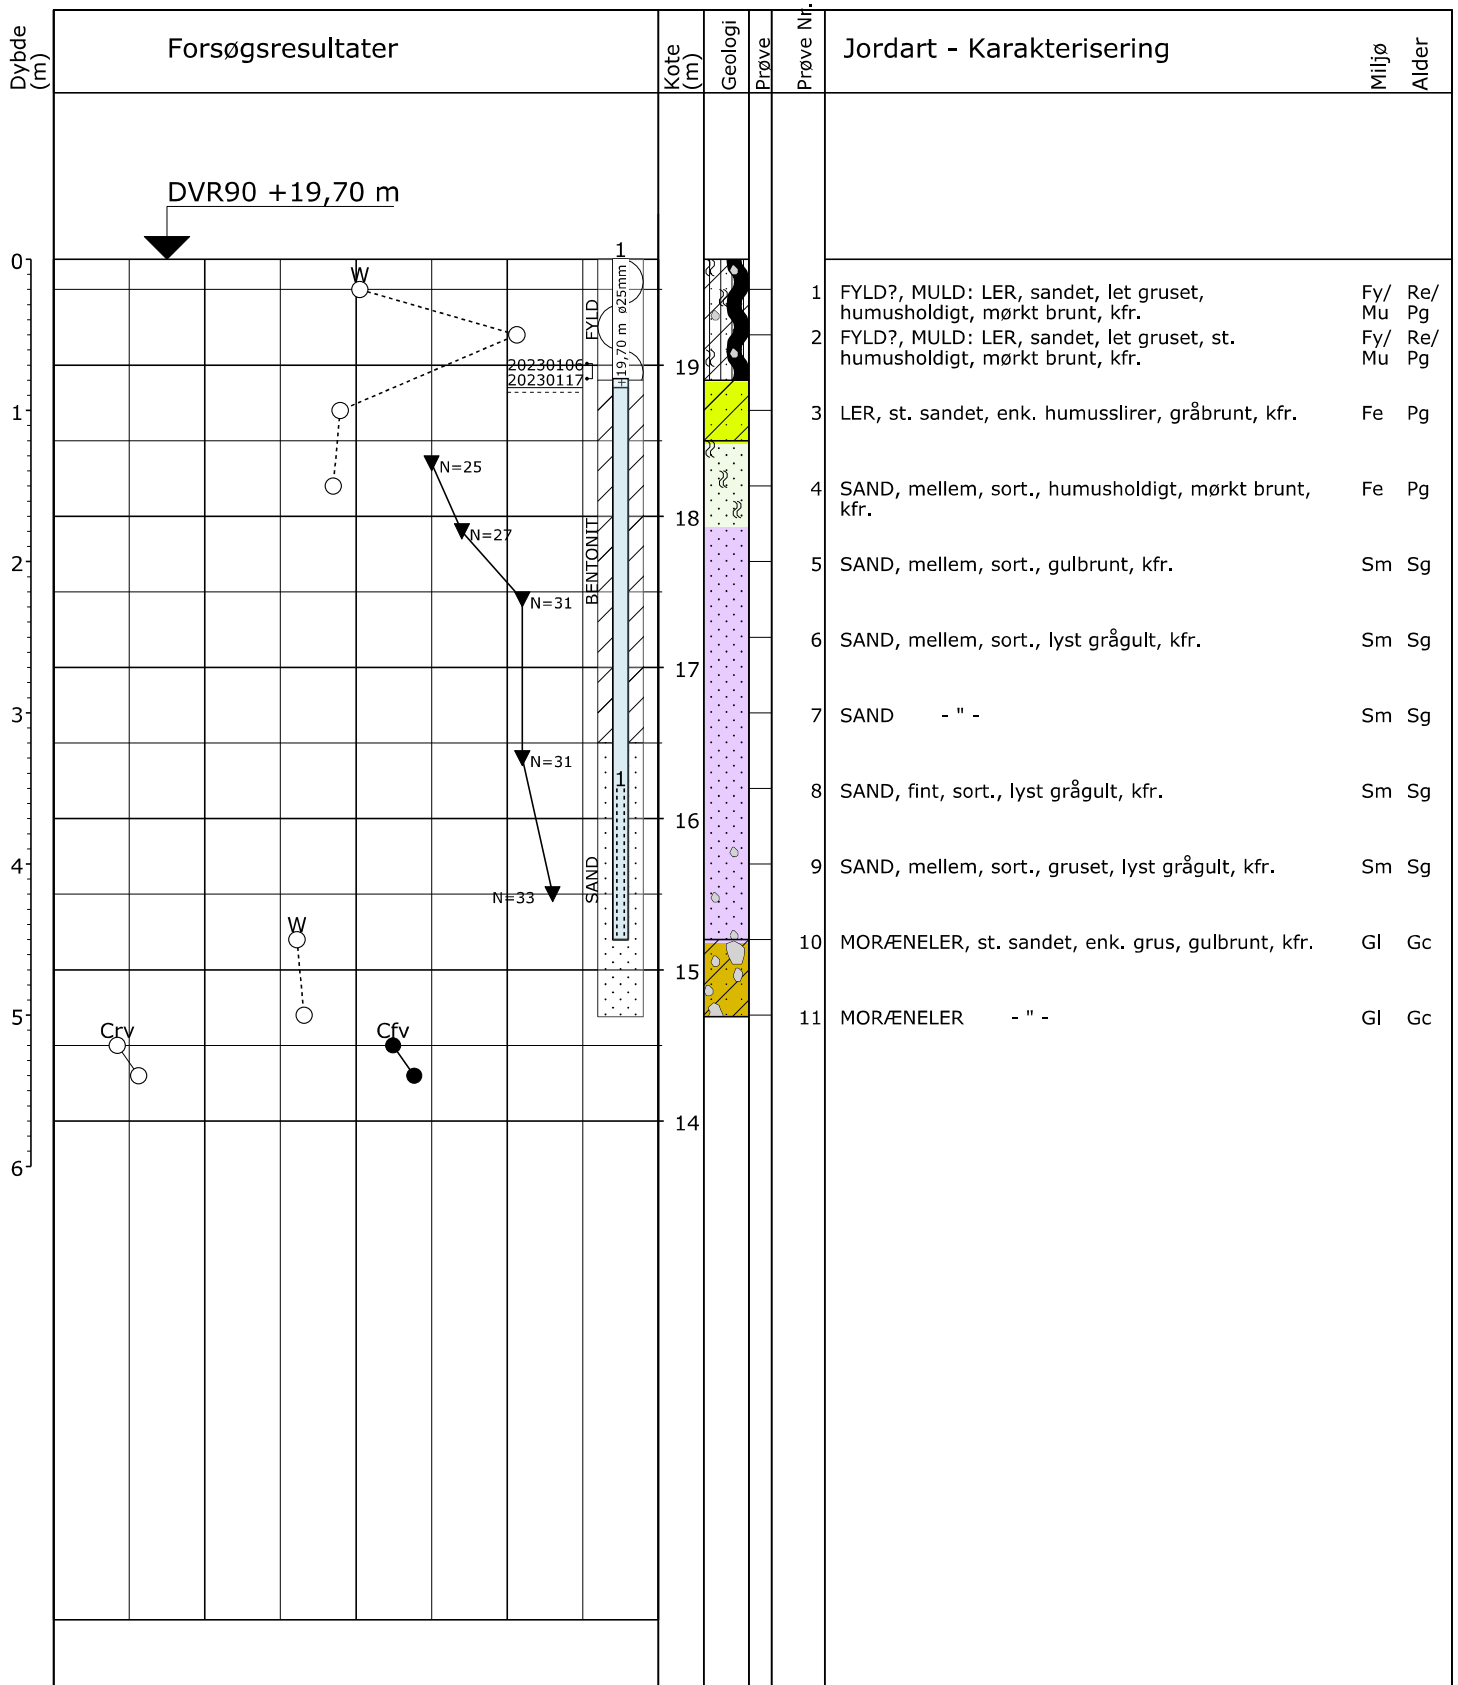 Dybde (m)
Forsøgsresultater
Kote (m)
Geologi
Prøve
Prøve Nr.
Jordart - Karakterisering
Miljø
Alder
DVR90 +19,70 m
0
1
2
3
4
5
6
W
20230106
20230117
N=25
N=27
N=31
N=31
N=33
W
Crv
Cfv
1
+19,70 m ø25mm
FYLD
BENTONIT
SAND
1
19
18
17
16
15
14
1 FYLD?, MULD: LER, sandet, let gruset, Fy/ Re/
humusholdigt, mørkt brunt, kfr. Mu Pg
2 FYLD?, MULD: LER, sandet, let gruset, st. Fy/ Re/
humusholdigt, mørkt brunt, kfr. Mu Pg
3 LER, st. sandet, enk. humusslirer, gråbrunt, kfr. Fe Pg
4 SAND, mellem, sort., humusholdigt, mørkt brunt, Fe Pg
kfr.
5 SAND, mellem, sort., gulbrunt, kfr. Sm Sg
6 SAND, mellem, sort., lyst grågult, kfr. Sm Sg
7 SAND - " - Sm Sg
8 SAND, fint, sort., lyst grågult, kfr. Sm Sg
9 SAND, mellem, sort., gruset, lyst grågult, kfr. Sm Sg
10 MORÆNELER, st. sandet, enk. grus, gulbrunt, kfr. Gl Gc
11 MORÆNELER - " - Gl Gc